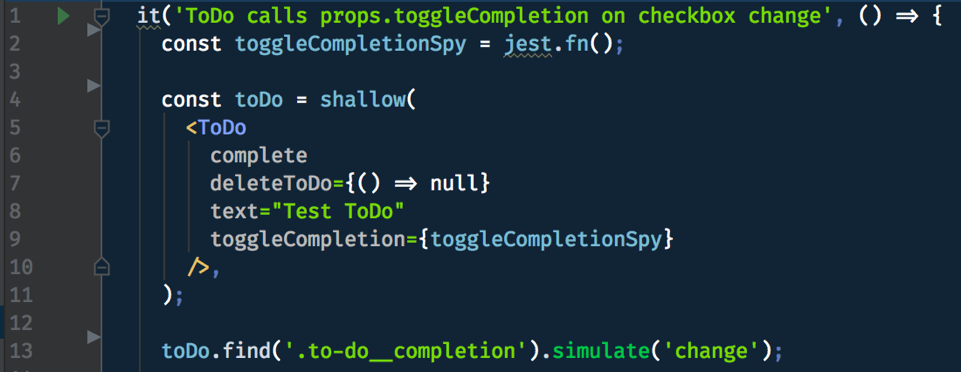 1 it('ToDo calls props.toggleCompletion on checkbox change', () => {
2 const toggleCompletionSpy = jest.fn();
3
4 const toDo = shallow(
5 <ToDo
6 complete
7 deleteToDo={() => null}
8 text="Test ToDo"
9 toggleCompletion={toggleCompletionSpy}
10 />,
11 );
12
13 toDo.find('.to-do__completion').simulate('change');